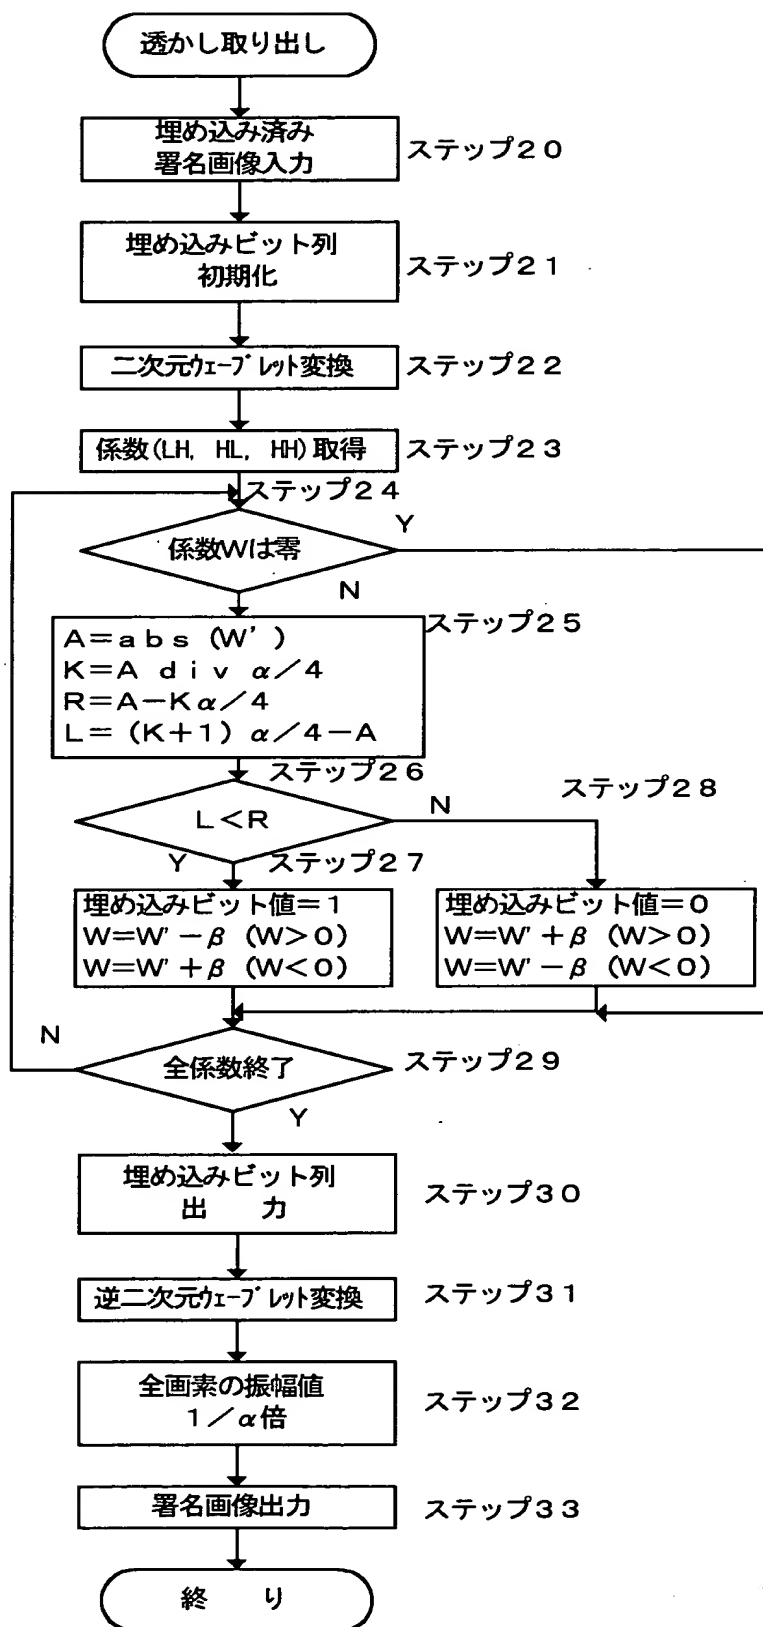 透かし取り出し
埋め込み済み
署名画像入力
ステップ２０
埋め込みビット列
初期化
ステップ２１
二次元ｳｪｰﾌﾞﾚｯﾄ変換
ステップ２２
係数(LH, HL, HH)取得
ステップ２３
ステップ２４
係数Wは零
Y
N
ステップ２５
A＝ａｂｓ（W'）
K＝A ｄｉｖ α／４
R＝A－Kα／４
L＝（K＋１）α／４－A
ステップ２６
L＜R
N
ステップ２８
Y
ステップ２７
埋め込みビット値＝１
W＝W'－β（W＞０）
W＝W'＋β（W＜０）
埋め込みビット値＝０
W＝W'＋β（W＞０）
W＝W'－β（W＜０）
N
全係数終了
ステップ２９
Y
埋め込みビット列
出　　力
ステップ３０
逆二次元ｳｪｰﾌﾞﾚｯﾄ変換
ステップ３１
全画素の振幅値
１／α倍
ステップ３２
署名画像出力
ステップ３３
終　　り